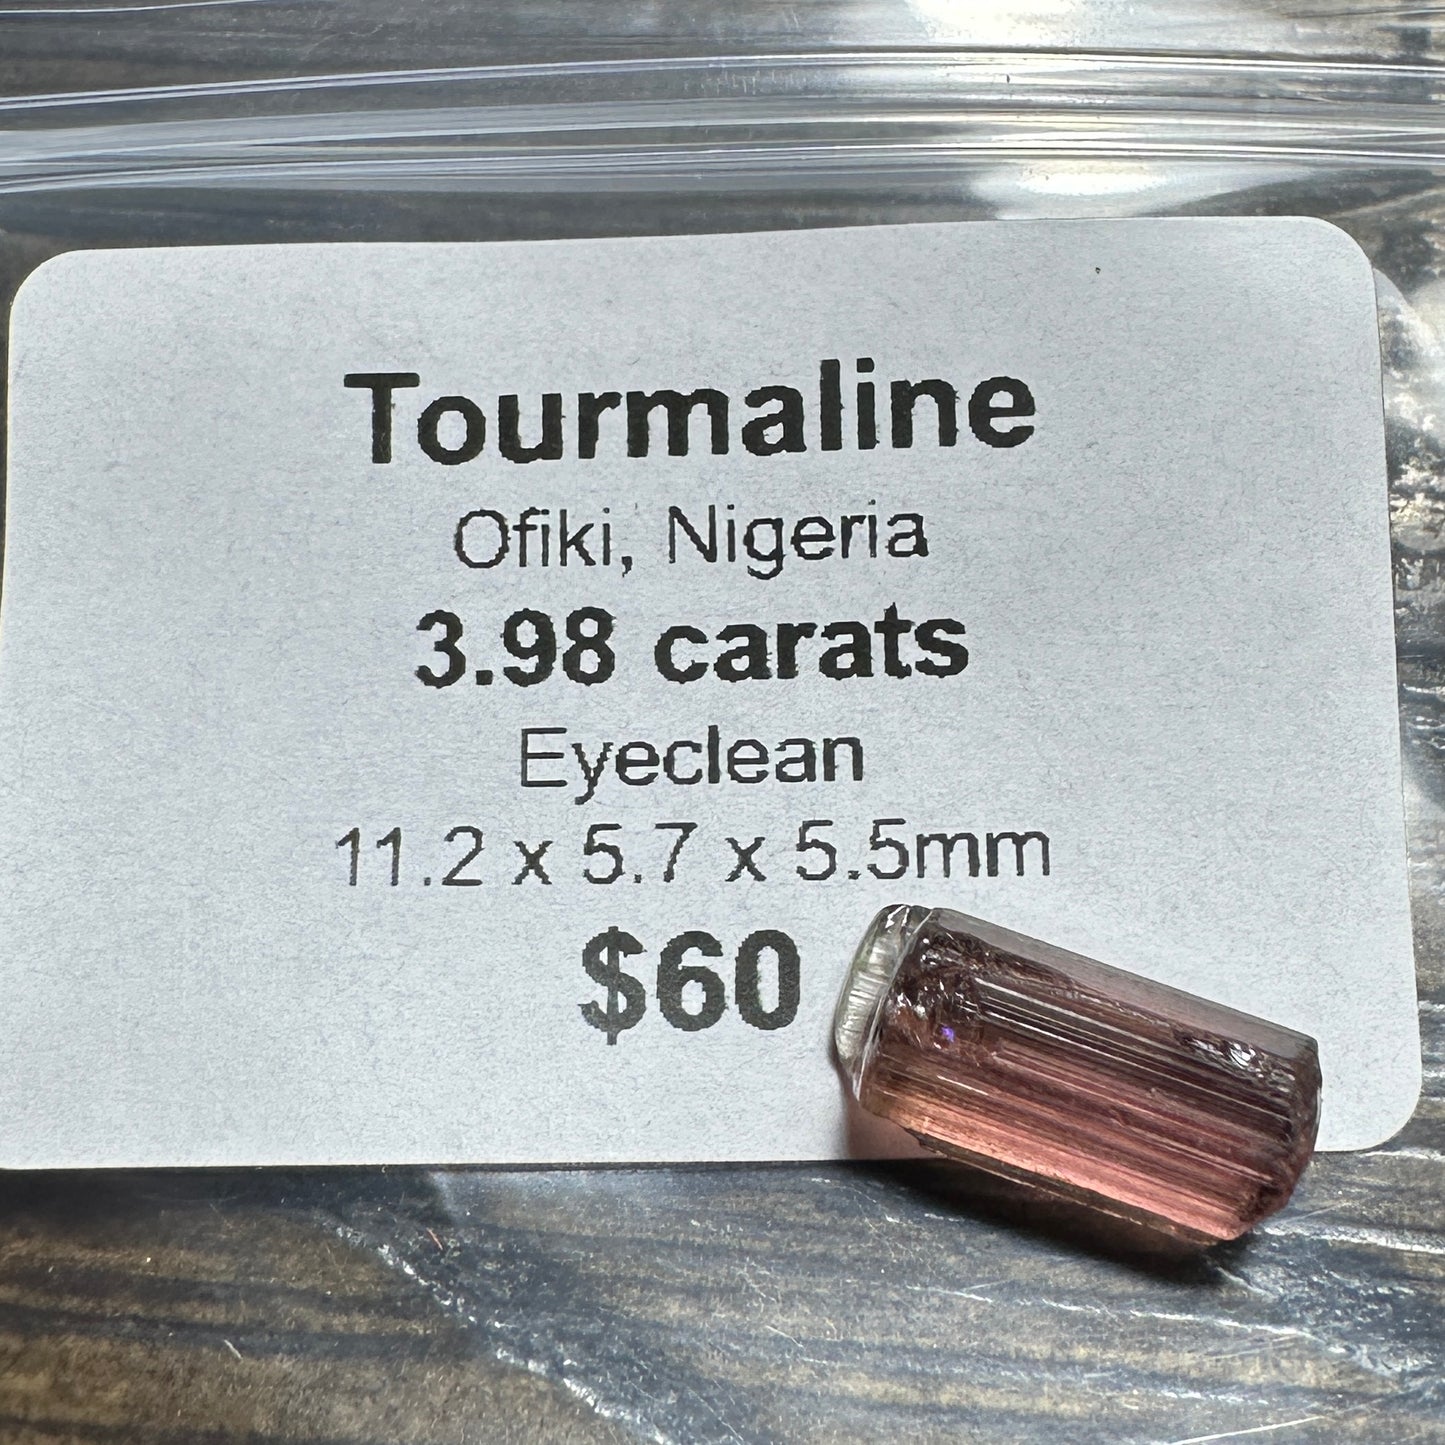 Tourmaline
Ofiki, Nigeria
3.98 carats
Eyeclean
11.2 x 5.7 x 5.5mm
$60